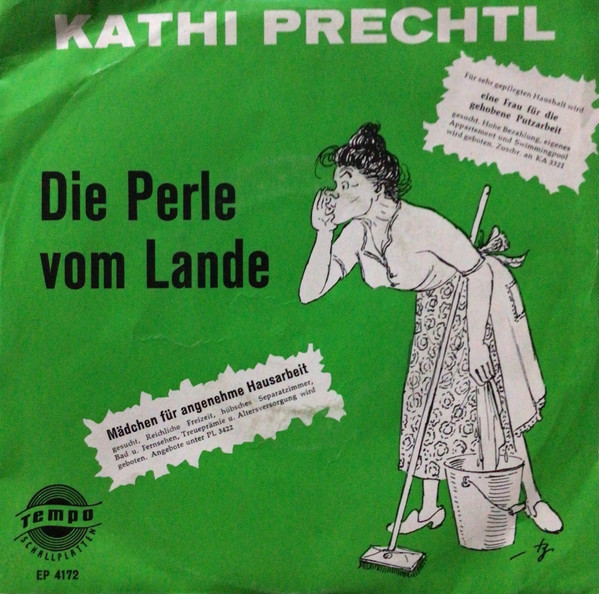 KATHI PRECHTL
Für sehr gepflegten Haushalt wird
eine Frau für die
gehobene Putzarbeit
gesucht. Hohe Bezahlung, eigenes
Appartement und Swimmingpool
wird geboten. Zuschr. an KA 3321
Die Perle
vom Lande
Mädchen für angenehme Hausarbeit
gesucht. Reichliche Freizeit, hübsches Separatzimmer,
Bad u. Fernsehen, Treueprämie u. Altersversorgung wird
geboten. Angebote unter PL 3422
Tempo
SCHALLPLATTEN
EP 4172